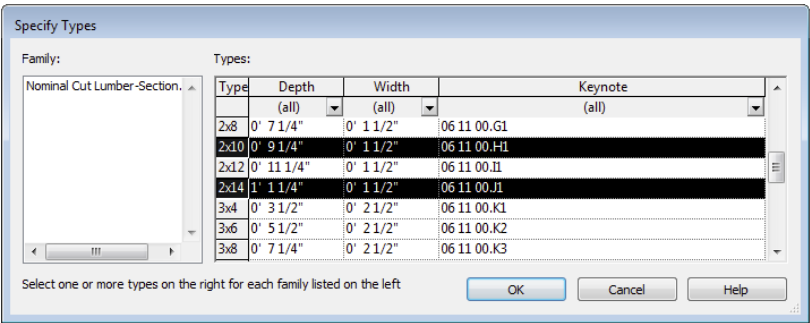 Specify Types
Family:
Types:
Nominal Cut Lumber-Section.
Type Depth Width Keynote
(all) (all) (all)
2x8 0' 7 1/4" 0' 1 1/2" 06 11 00.G1
2x10 0' 9 1/4" 0' 1 1/2" 06 11 00.H1
2x12 0' 11 1/4" 0' 1 1/2" 06 11 00.I1
2x14 1' 1 1/4" 0' 1 1/2" 06 11 00.J1
3x4 0' 3 1/2" 0' 2 1/2" 06 11 00.K1
3x6 0' 5 1/2" 0' 2 1/2" 06 11 00.K2
3x8 0' 7 1/4" 0' 2 1/2" 06 11 00.K3
Select one or more types on the right for each family listed on the left
OK Cancel Help